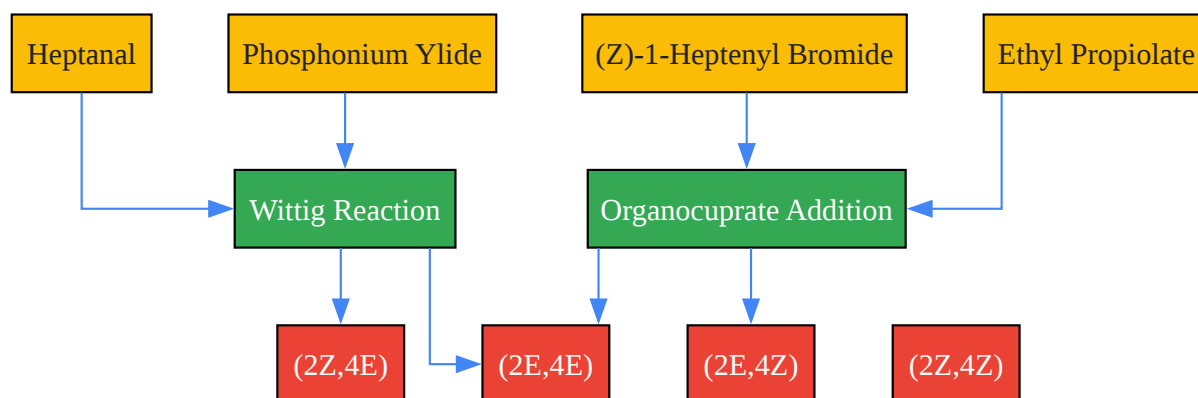 Heptanal
Phosphonium Ylide
(Z)-1-Heptenyl Bromide
Ethyl Propiolate
Wittig Reaction
Organocuprate Addition
(2Z,4E)
(2E,4E)
(2E,4Z)
(2Z,4Z)